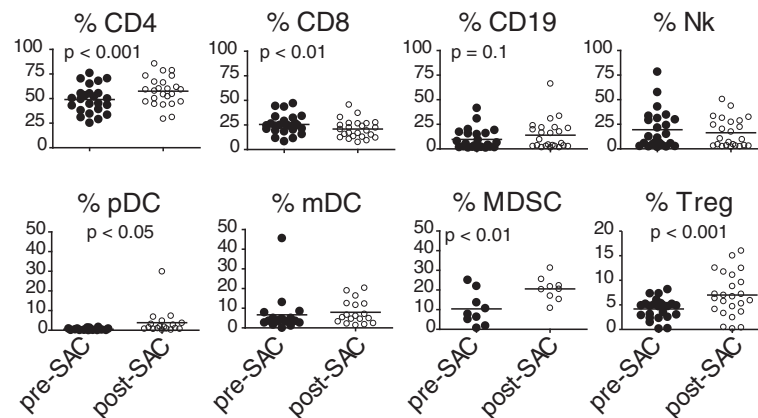 % CD4 % CD8 % CD19 % Nk
p < 0.001 p < 0.01 p = 0.1
100 100 100 100
75 75 75 75
50 50 50 50
25 25 25 25
0 0 0 0
% pDC % mDC % MDSC % Treg
p < 0.05 p < 0.01 p < 0.001
50 50 50 20
40 40 40 15
30 30 30 10
20 20 20 5
10 10 10 0
0 0 0
pre-SAC post-SAC pre-SAC post-SAC pre-SAC post-SAC pre-SAC post-SAC